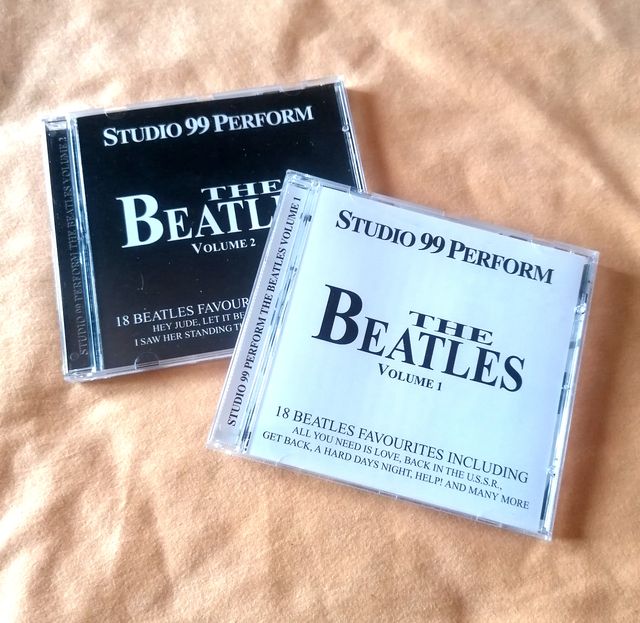 STUDIO 99 PERFORM
THE
BEATLES
VOLUME 2
18 BEATLES FAVOURITES
HEY JUDE, LET IT BE
I SAW HER STANDING
STUDIO 99 PERFORM THE BEATLES VOLUME 2
STUDIO 99 PERFORM
THE
BEATLES
VOLUME 1
18 BEATLES FAVOURITES INCLUDING
ALL YOU NEED IS LOVE, BACK IN THE U.S.S.R.,
GET BACK, A HARD DAYS NIGHT, HELP! AND MANY MORE
STUDIO 99 PERFORM THE BEATLES VOLUME 1